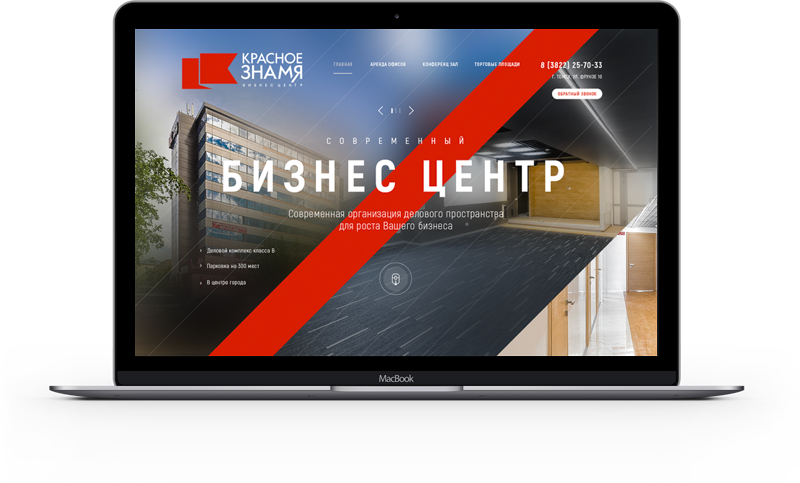 КРАСНОЕ
ЗНАМЯ
БИЗНЕС ЦЕНТР
ГЛАВНАЯ
АРЕНДА ОФИСОВ
КОНФЕРЕНЦ ЗАЛ
ТОРГОВЫЕ ПЛОЩАДИ
8 (3822) 25-70-33
Г. ТОМСК, УЛ. ФРУНЗЕ 10
ОБРАТНЫЙ ЗВОНОК
СОВРЕМЕННЫЙ
БИЗНЕС ЦЕНТР
Современная организация делового пространства
для роста Вашего бизнеса
Деловой комплекс класса B
Парковка на 300 мест
В центре города
MacBook